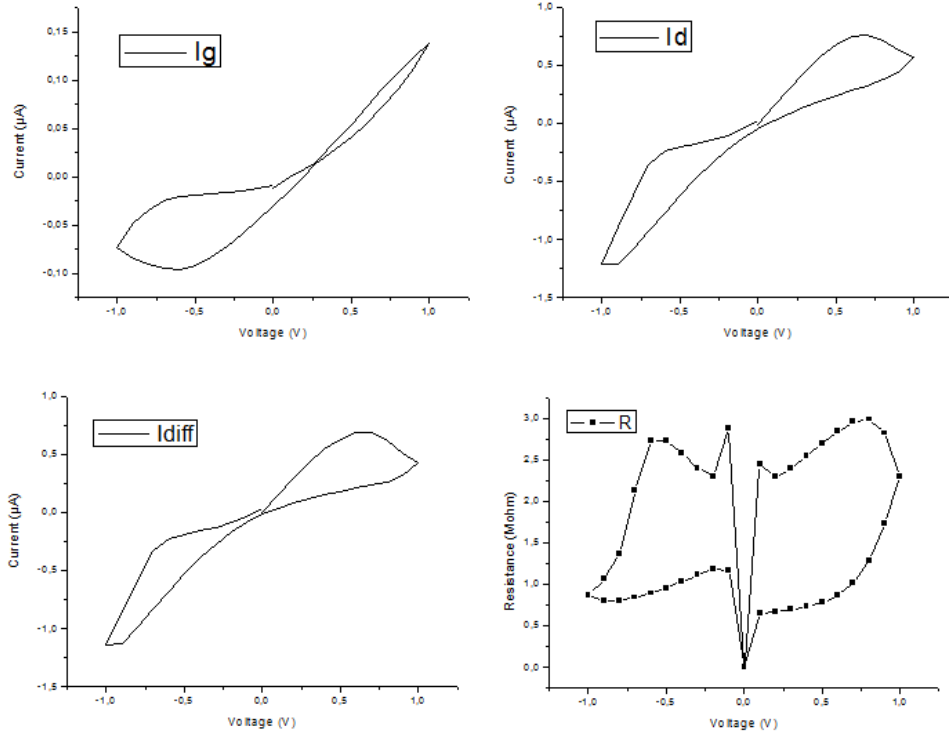 Ig
0,15
0,10
0,05
0,00
-0,05
-0,10
Current (µA)
-1,0 -0,5 0,0 0,5 1,0
Voltage (V)
Id
1,0
0,5
0,0
-0,5
-1,0
-1,5
Current (µA)
-1,0 -0,5 0,0 0,5 1,0
Voltage (V)
Idiff
1,0
0,5
0,0
-0,5
-1,0
-1,5
Current (µA)
-1,0 -0,5 0,0 0,5 1,0
Voltage (V)
R
3,0
2,5
2,0
1,5
1,0
0,5
0,0
Resistance (Mohm)
-1,0 -0,5 0,0 0,5 1,0
Voltage (V)